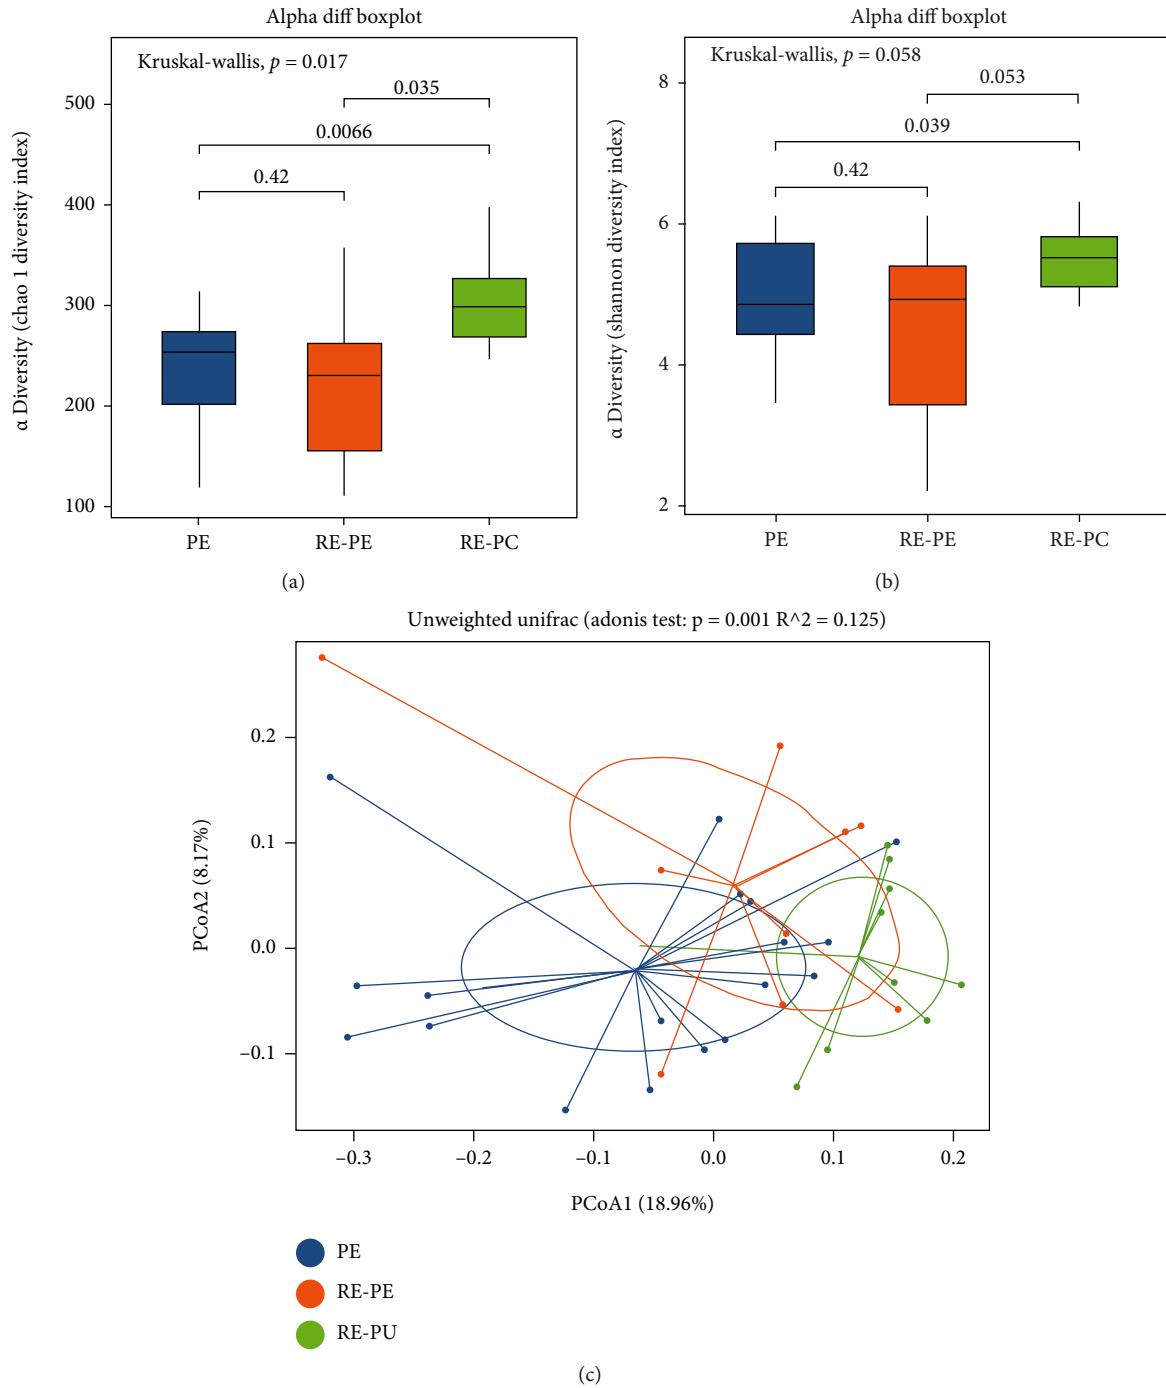 Alpha diff boxplot
Kruskal-wallis, p = 0.017
0.035
0.0066
0.42
500
400
300
200
100
α Diversity (chao 1 diversity index)
PE
RE-PE
RE-PC
(a)
Alpha diff boxplot
Kruskal-wallis, p = 0.058
0.053
0.039
0.42
8
6
4
2
α Diversity (shannon diversity index)
PE
RE-PE
RE-PC
(b)
Unweighted unifrac (adonis test: p = 0.001 R^2 = 0.125)
0.2
0.1
0.0
–0.1
PCoA2 (8.17%)
–0.3
–0.2
–0.1
0.0
0.1
0.2
PCoA1 (18.96%)
PE
RE-PE
RE-PU
(c)